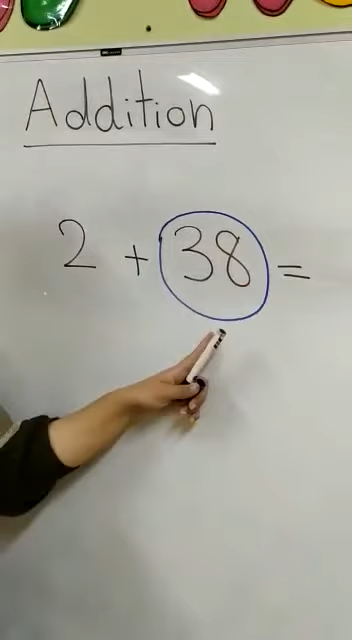 Addition
2 + 38 =